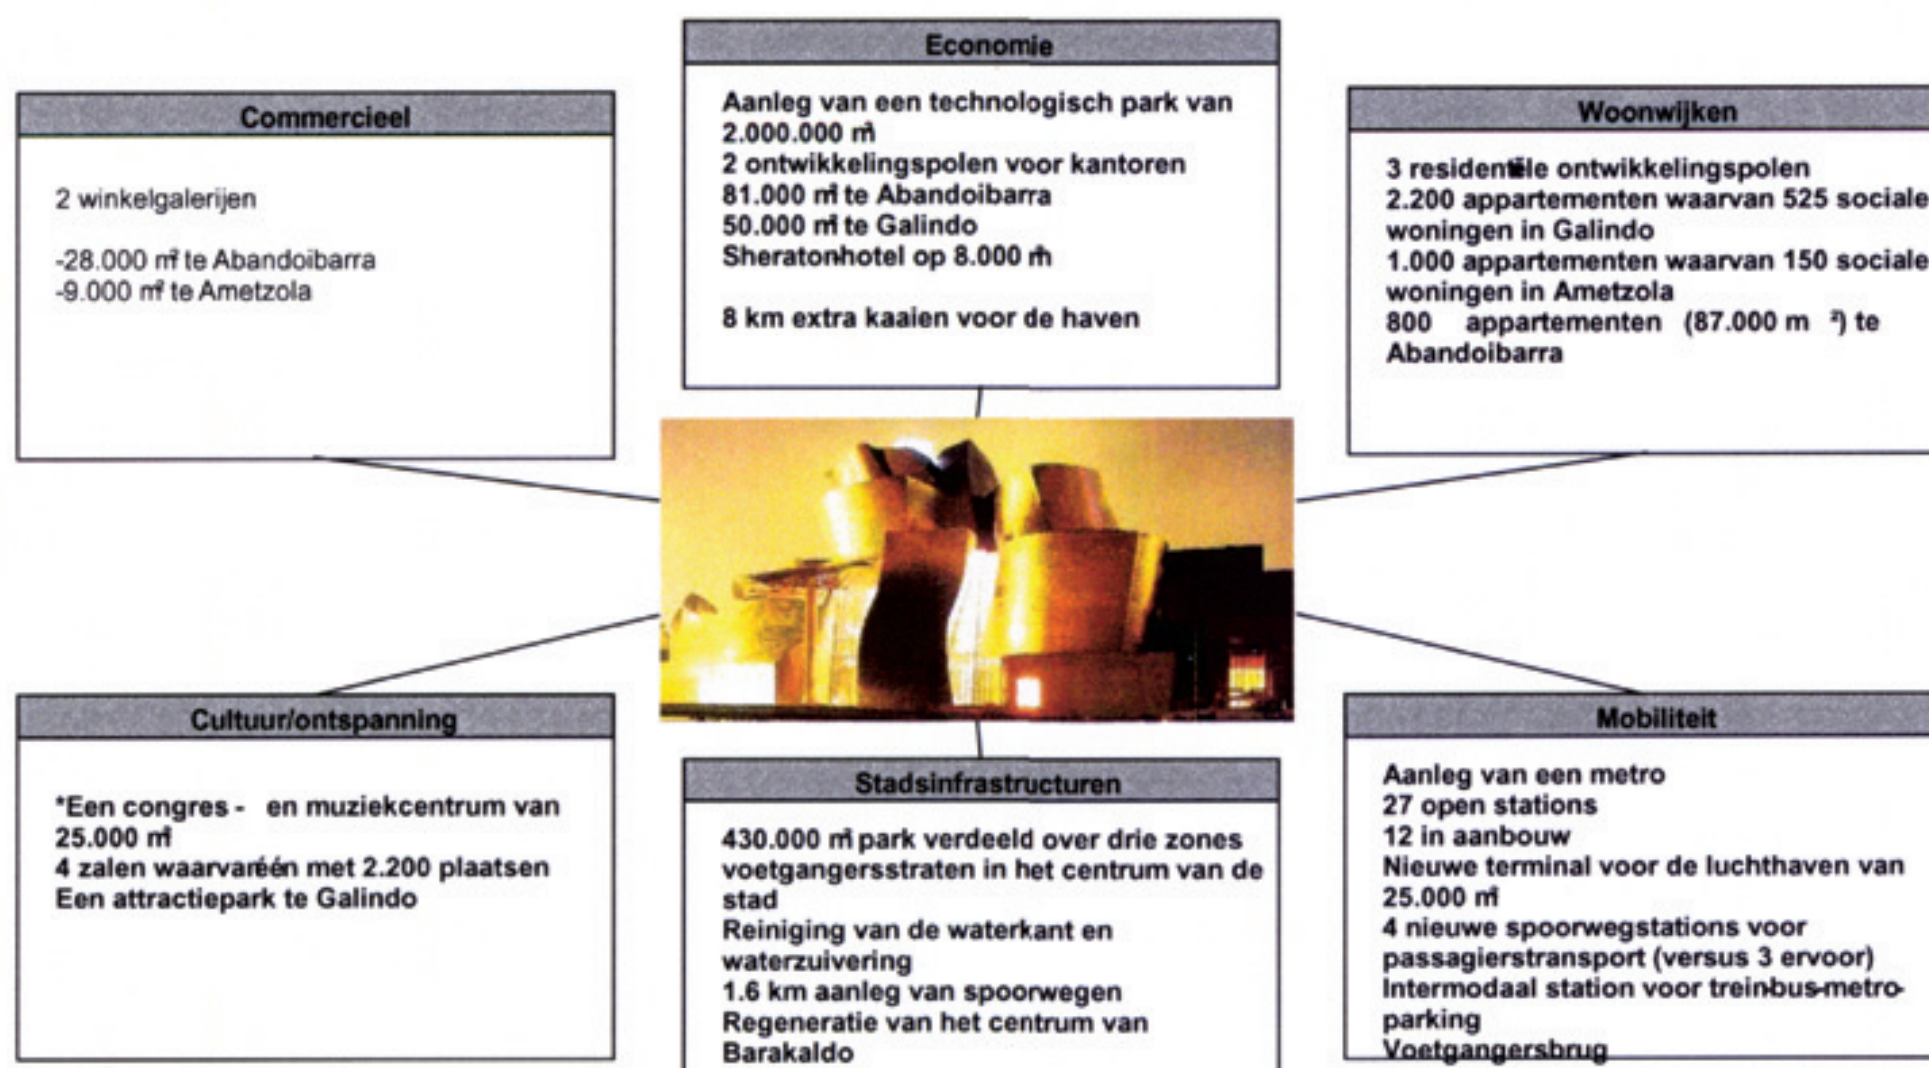 Economie
Aanleg van een technologisch park van
2.000.000 m²
2 ontwikkelingspolen voor kantoren
81.000 m² te Abandoibarra
50.000 m² te Galindo
Sheratonhotel op 8.000 m²
8 km extra kaaien voor de haven
Commercieel
2 winkelgalerijen
-28.000 m² te Abandoibarra
-9.000 m² te Ametzola
Woonwijken
3 residentiële ontwikkelingspolen
2.200 appartementen waarvan 525 sociale
woningen in Galindo
1.000 appartementen waarvan 150 sociale
woningen in Ametzola
800 appartementen (87.000 m ²) te
Abandoibarra
Cultuur/ontspanning
*Een congres - en muziekcentrum van
25.000 m²
4 zalen waarvan één met 2.200 plaatsen
Een attractiepark te Galindo
Stadsinfrastructuren
430.000 m² park verdeeld over drie zones
voetgangersstraten in het centrum van de
stad
Reiniging van de waterkant en
waterzuivering
1.6 km aanleg van spoorwegen
Regeneratie van het centrum van
Barakaldo
Mobiliteit
Aanleg van een metro
27 open stations
12 in aanbouw
Nieuwe terminal voor de luchthaven van
25.000 m²
4 nieuwe spoorwegstations voor
passagierstransport (versus 3 ervoor)
Intermodaal station voor trein-bus-metro-
parking
Voetgangersbrug